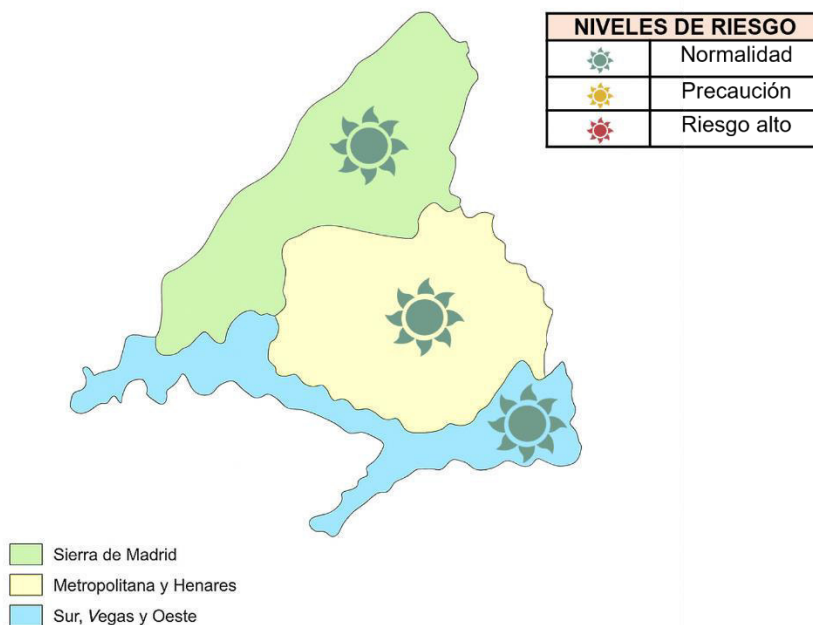 NIVELES DE RIESGO
Normalidad
Precaución
Riesgo alto
Sierra de Madrid
Metropolitana y Henares
Sur, Vegas y Oeste